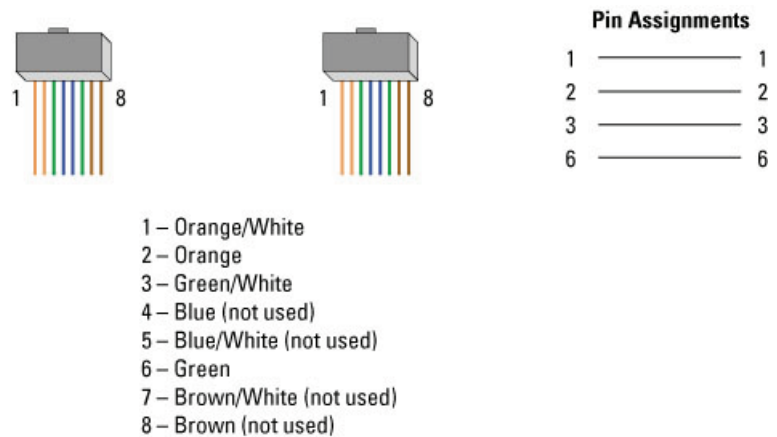 Pin Assignments
1 8
1 8
1 1
2 2
3 3
6 6
1 – Orange/White
2 – Orange
3 – Green/White
4 – Blue (not used)
5 – Blue/White (not used)
6 – Green
7 – Brown/White (not used)
8 – Brown (not used)